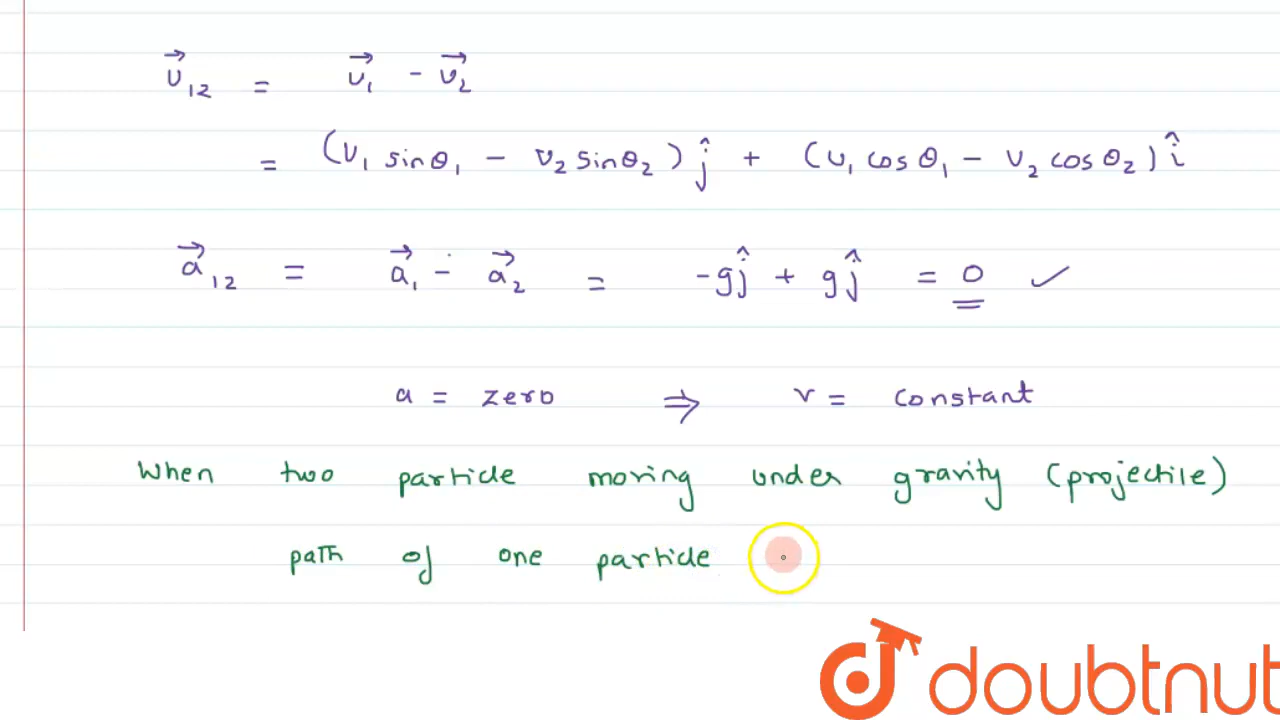 v⃗₁₂ = v⃗₁ - v⃗₂
= (v₁ sinθ₁ - v₂ sinθ₂) ĵ + (v₁ cosθ₁ - v₂ cosθ₂) î
a⃗₁₂ = a⃗₁ - a⃗₂ = -gĵ + gĵ = 0 ✓
a = zero ⇒ v = constant
When two particle moving under gravity (projectile)
path of one particle
doubtnut